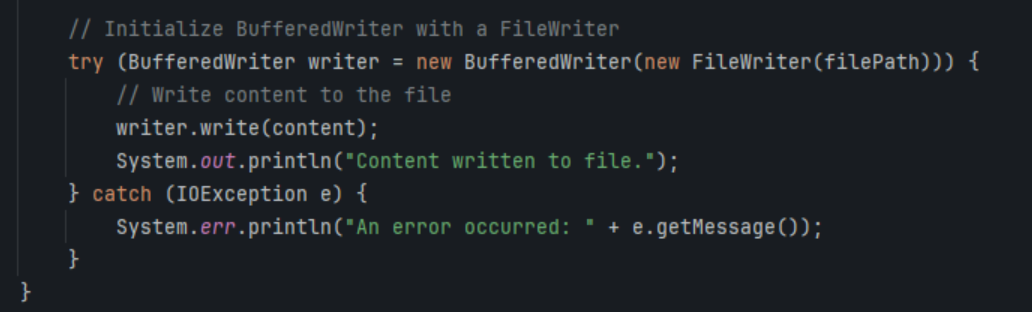 // Initialize BufferedWriter with a FileWriter
try (BufferedWriter writer = new BufferedWriter(new FileWriter(filePath))) {
// Write content to the file
writer.write(content);
System.out.println("Content written to file.");
} catch (IOException e) {
System.err.println("An error occurred: " + e.getMessage());
}
}